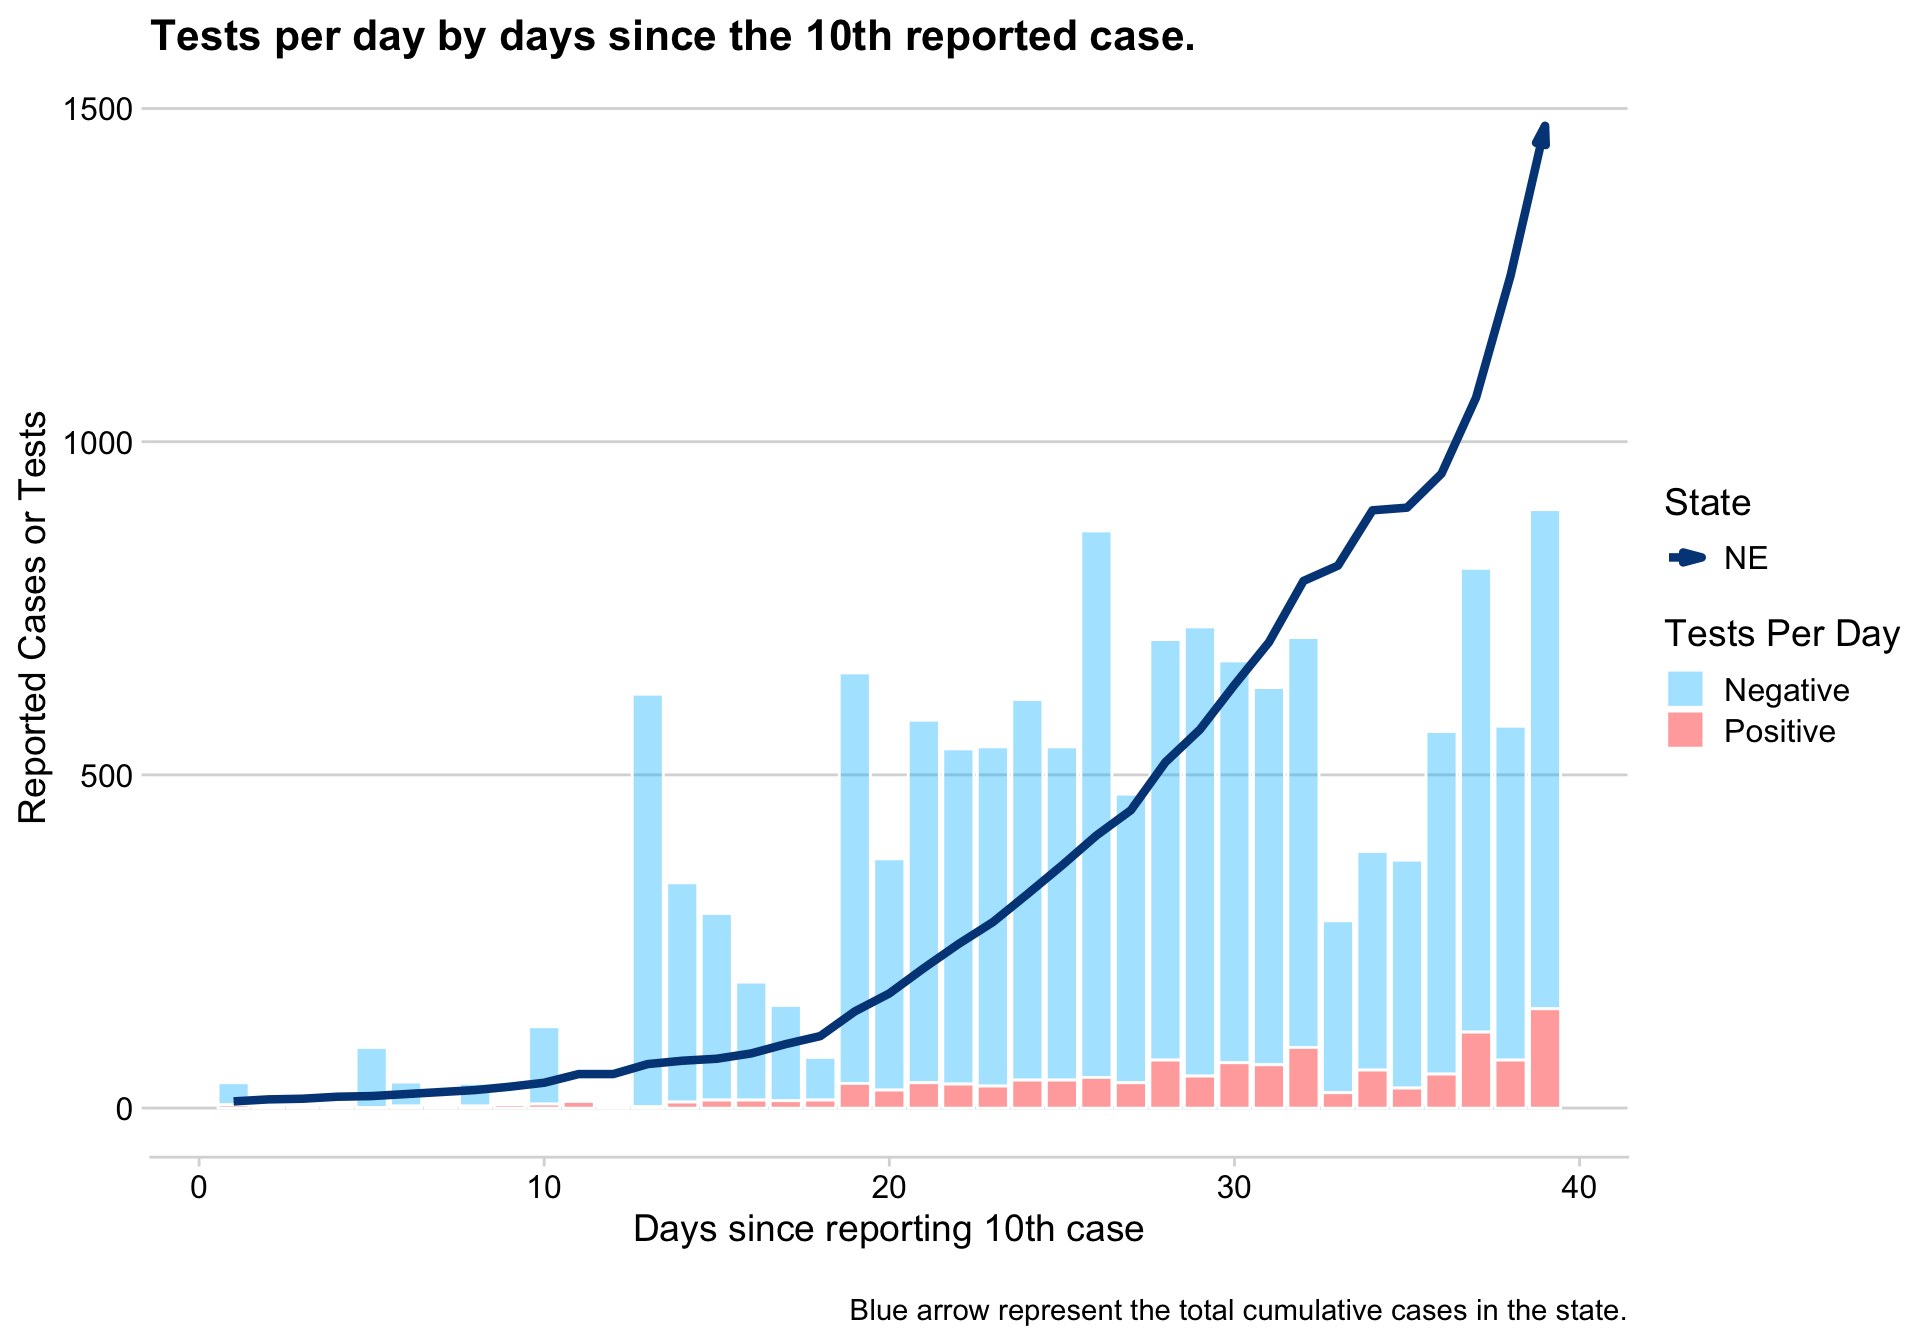 Tests per day by days since the 10th reported case.
1500
1000
500
0
Reported Cases or Tests
0 10 20 30 40
Days since reporting 10th case
State
NE
Tests Per Day
Negative
Positive
Blue arrow represent the total cumulative cases in the state.